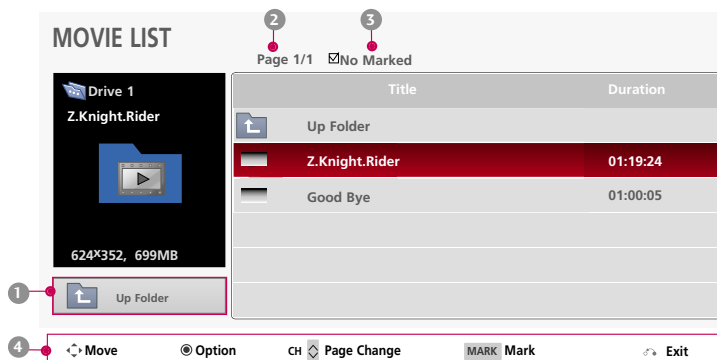 2 3
MOVIE LIST
Page 1/1 ☑No Marked
Drive 1
Z.Knight.Rider
624X352, 699MB
1 Up Folder
Title Duration
Up Folder
Z.Knight.Rider 01:19:24
Good Bye 01:00:05
4 Move Option CH Page Change MARK Mark Exit